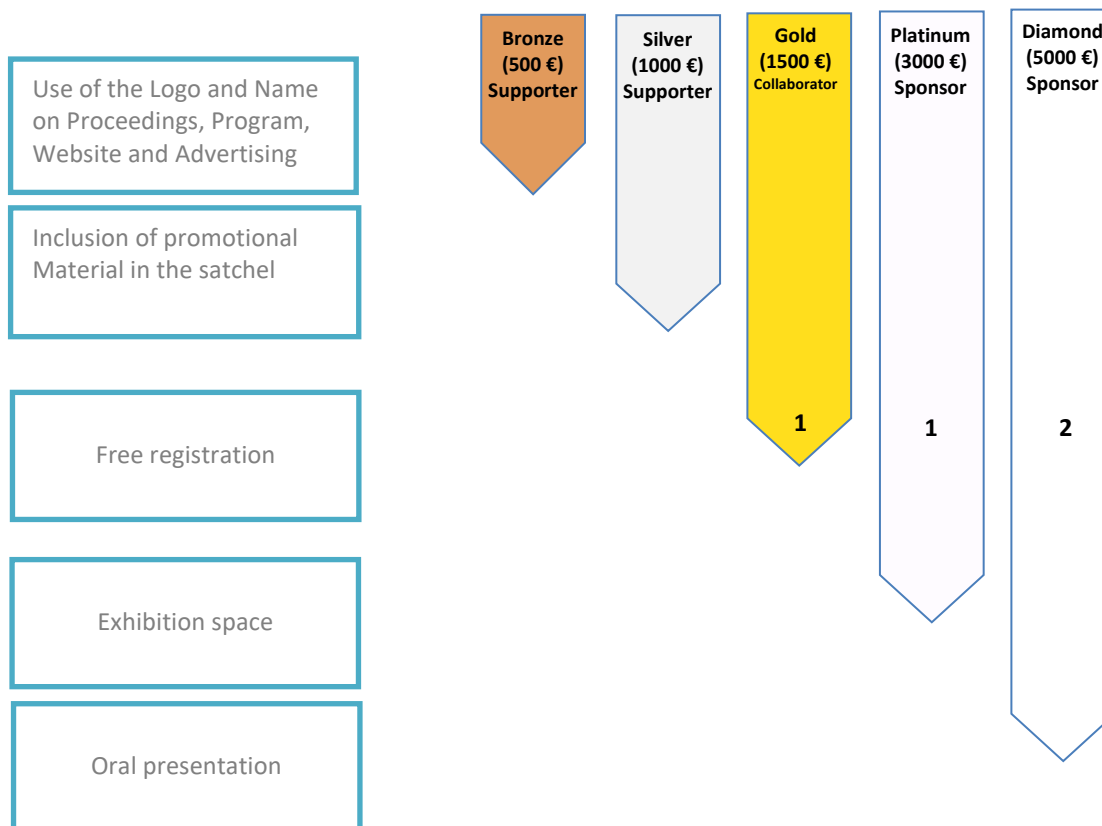 Bronze
(500 €)
Supporter
Silver
(1000 €)
Supporter
Gold
(1500 €)
Collaborator
Platinum
(3000 €)
Sponsor
Diamond
(5000 €)
Sponsor
Use of the Logo and Name
on Proceedings, Program,
Website and Advertising
Inclusion of promotional
Material in the satchel
Free registration
1
1
2
Exhibition space
Oral presentation